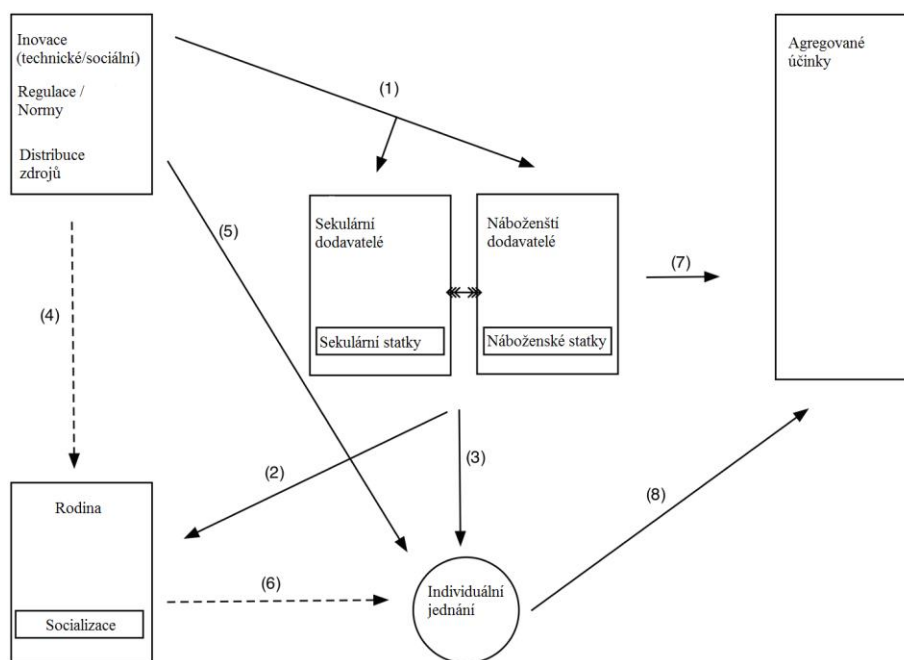 Inovace
(technické/sociální)
Regulace /
Normy
Distribuce
zdrojů
(1)
Agregované
účinky
Sekulární
dodavatelé
Náboženští
dodavatelé
(5)
(7)
(4)
Sekulární statky
Náboženské statky
(2)
(3)
(8)
Rodina
(6)
Individuální
jednání
Socializace